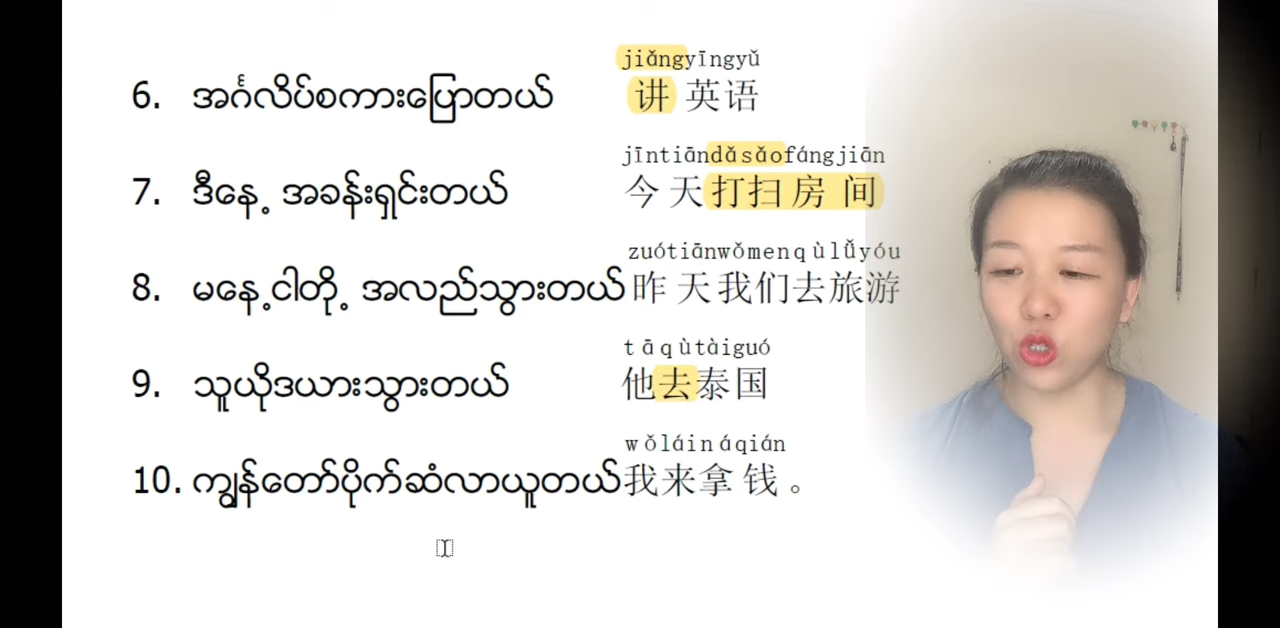 jiǎngyīngyǔ
6. အင်္ဂလိပ်စကားပြောတယ် 讲英语
jīntiāndǎsǎofángjiān
7. ဒီနေ့ အခန်းရှင်းတယ် 今天打扫房间
zuótiānwǒmenqùlǚyóu
8. မနေ့ငါတို့ အလည်သွားတယ် 昨天我们去旅游
tāqùtàiguó
9. သူယိုဒယားသွားတယ် 他去泰国
wǒláináqián
10. ကျွန်တော်ပိုက်ဆံလာယူတယ် 我来拿钱。